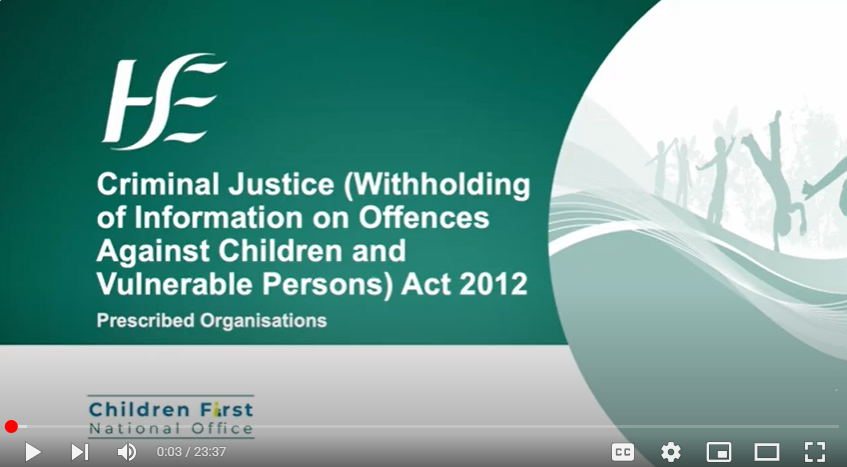 HSE
Criminal Justice (Withholding
of Information on Offences
Against Children and
Vulnerable Persons) Act 2012
Prescribed Organisations
Children First
National Office
0:03 / 23:37
CC